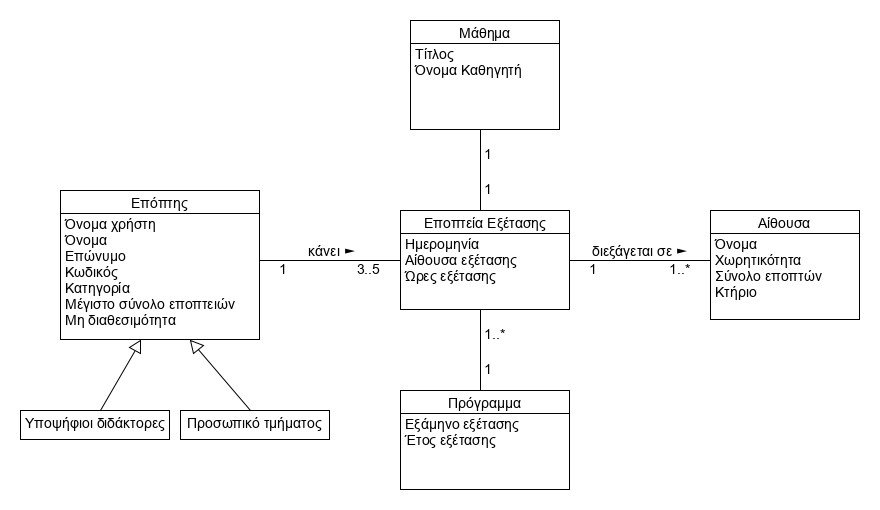 Μάθημα
Τίτλος
Όνομα Καθηγητή
1
1
Επόπτης
Όνομα χρήστη
Όνομα
Επώνυμο
Κωδικός
Κατηγορία
Μέγιστο σύνολο εποπτειών
Μη διαθεσιμότητα
κάνει ►
1
3..5
Εποπτεία Εξέτασης
Ημερομηνία
Αίθουσα εξέτασης
Ώρες εξέτασης
διεξάγεται σε ►
1
1..*
Αίθουσα
Όνομα
Χωρητικότητα
Σύνολο εποπτών
Κτήριο
1..*
1
Υποψήφιοι διδάκτορες
Προσωπικό τμήματος
Πρόγραμμα
Εξάμηνο εξέτασης
Έτος εξέτασης